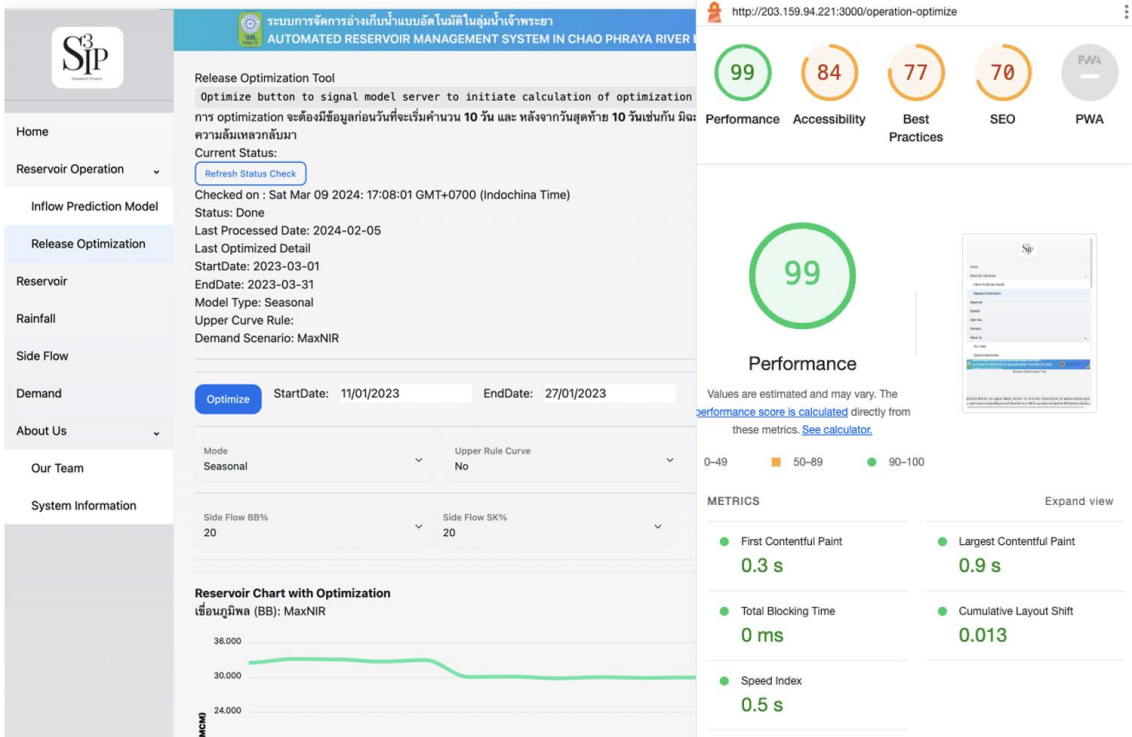 S3IP
Home
Reservoir Operation
Inflow Prediction Model
Release Optimization
Reservoir
Rainfall
Side Flow
Demand
About Us
Our Team
System Information
ระบบการจัดการอ่างเก็บน้ำแบบอัตโนมัติในลุ่มน้ำเจ้าพระยา
AUTOMATED RESERVOIR MANAGEMENT SYSTEM IN CHAO PHRAYA RIVER
Release Optimization Tool
Optimize button to signal model server to initiate calculation of optimization
การ optimization จะต้องมีข้อมูลก่อนวันที่จะเริ่มคำนวน 10 วัน และ หลังจากวันสุดท้าย 10 วันเช่นกัน มิฉะ
ความล้มเหลวกลับมา
Current Status:
Refresh Status Check
Checked on : Sat Mar 09 2024: 17:08:01 GMT+0700 (Indochina Time)
Status: Done
Last Processed Date: 2024-02-05
Last Optimized Detail
StartDate: 2023-03-01
EndDate: 2023-03-31
Model Type: Seasonal
Upper Curve Rule:
Demand Scenario: MaxNIR
Optimize StartDate: 11/01/2023 EndDate: 27/01/2023
Mode Upper Rule Curve
Seasonal No
Side Flow BB% Side Flow SK%
20 20
Reservoir Chart with Optimization
เขื่อนภูมิพล (BB): MaxNIR
36.000
30.000
24.000
MCM)
http://203.159.94.221:3000/operation-optimize
99 84 77 70 PWA
Performance Accessibility Best Practices SEO PWA
99
Performance
Values are estimated and may vary. The
performance score is calculated directly from
these metrics. See calculator.
0–49 50–89 90–100
METRICS Expand view
First Contentful Paint Largest Contentful Paint
0.3 s 0.9 s
Total Blocking Time Cumulative Layout Shift
0 ms 0.013
Speed Index
0.5 s